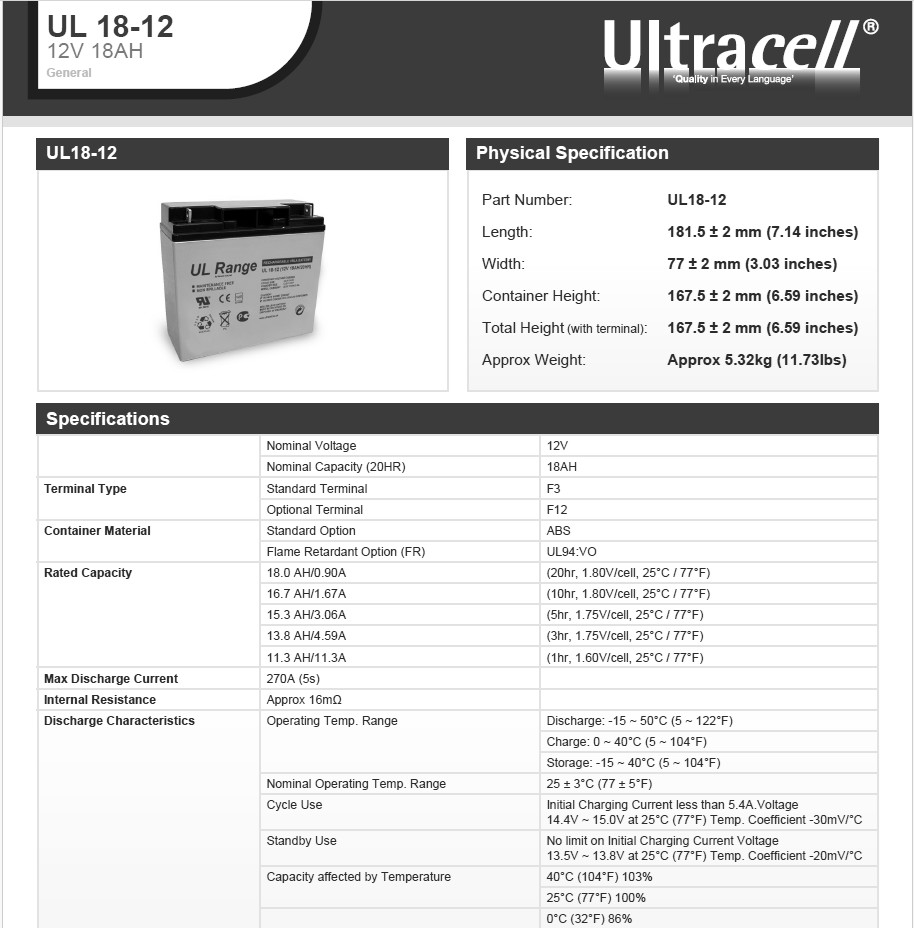 UL 18-12
12V 18AH
General
Ultracell®
'Quality in Every Language'
UL18-12
UL Range
UL 18-12 (12V 18AH/20HR)
MAINTENANCE FREE
NON SPILLABLE
Physical Specification
Part Number: UL18-12
Length: 181.5 ± 2 mm (7.14 inches)
Width: 77 ± 2 mm (3.03 inches)
Container Height: 167.5 ± 2 mm (6.59 inches)
Total Height (with terminal): 167.5 ± 2 mm (6.59 inches)
Approx Weight: Approx 5.32kg (11.73lbs)
Specifications
Nominal Voltage 12V
Nominal Capacity (20HR) 18AH
Terminal Type Standard Terminal F3
Optional Terminal F12
Container Material Standard Option ABS
Flame Retardant Option (FR) UL94:VO
Rated Capacity 18.0 AH/0.90A (20hr, 1.80V/cell, 25°C / 77°F)
16.7 AH/1.67A (10hr, 1.80V/cell, 25°C / 77°F)
15.3 AH/3.06A (5hr, 1.75V/cell, 25°C / 77°F)
13.8 AH/4.59A (3hr, 1.75V/cell, 25°C / 77°F)
11.3 AH/11.3A (1hr, 1.60V/cell, 25°C / 77°F)
Max Discharge Current 270A (5s)
Internal Resistance Approx 16mΩ
Discharge Characteristics Operating Temp. Range Discharge: -15 ~ 50°C (5 ~ 122°F)
Charge: 0 ~ 40°C (5 ~ 104°F)
Storage: -15 ~ 40°C (5 ~ 104°F)
Nominal Operating Temp. Range 25 ± 3°C (77 ± 5°F)
Cycle Use Initial Charging Current less than 5.4A.Voltage
14.4V ~ 15.0V at 25°C (77°F) Temp. Coefficient -30mV/°C
Standby Use No limit on Initial Charging Current Voltage
13.5V ~ 13.8V at 25°C (77°F) Temp. Coefficient -20mV/°C
Capacity affected by Temperature 40°C (104°F) 103%
25°C (77°F) 100%
0°C (32°F) 86%